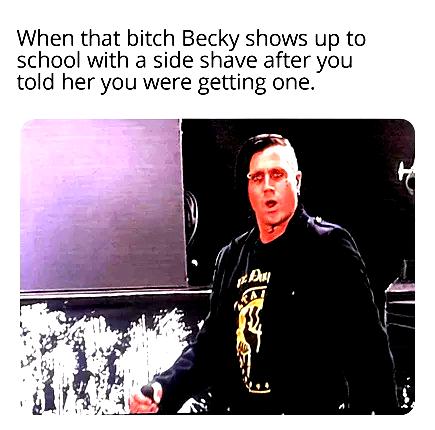 When that bitch Becky shows up to
school with a side shave after you
told her you were getting one.